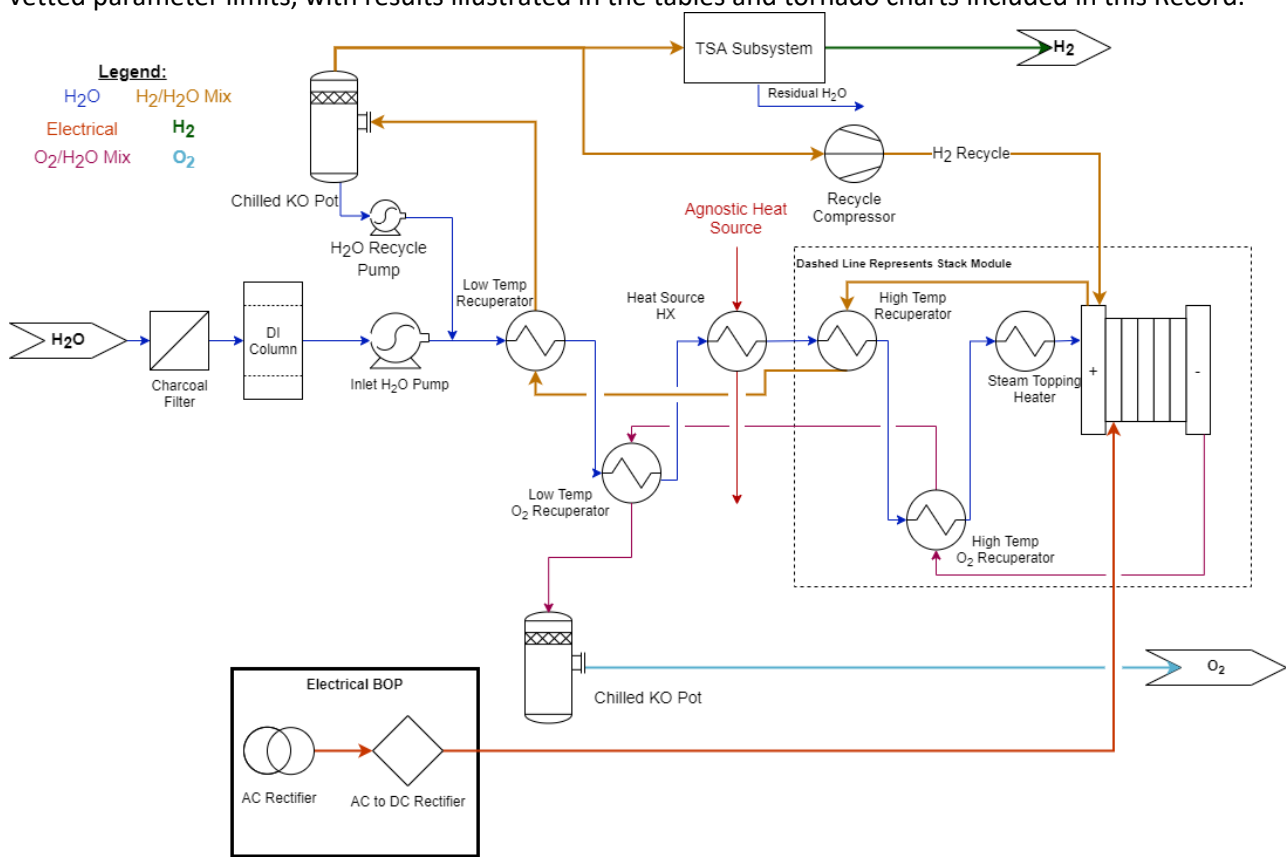 vetted parameter limits, with results illustrated in the tables and tornado charts included in this Record.
Legend:
H2O H2/H2O Mix
Electrical H2
O2/H2O Mix O2
TSA Subsystem
H2
Residual H2O
H2 Recycle
Recycle
Compressor
Chilled KO Pot
H2O Recycle
Pump
Agnostic Heat
Source
Dashed Line Represents Stack Module
Low Temp
Recuperator
Heat Source
HX
High Temp
Recuperator
H2O
Charcoal
Filter
DI
Column
Inlet H2O Pump
Steam Topping
Heater
+
-
Low Temp
O2 Recuperator
High Temp
O2 Recuperator
Chilled KO Pot
O2
Electrical BOP
AC Rectifier
AC to DC Rectifier